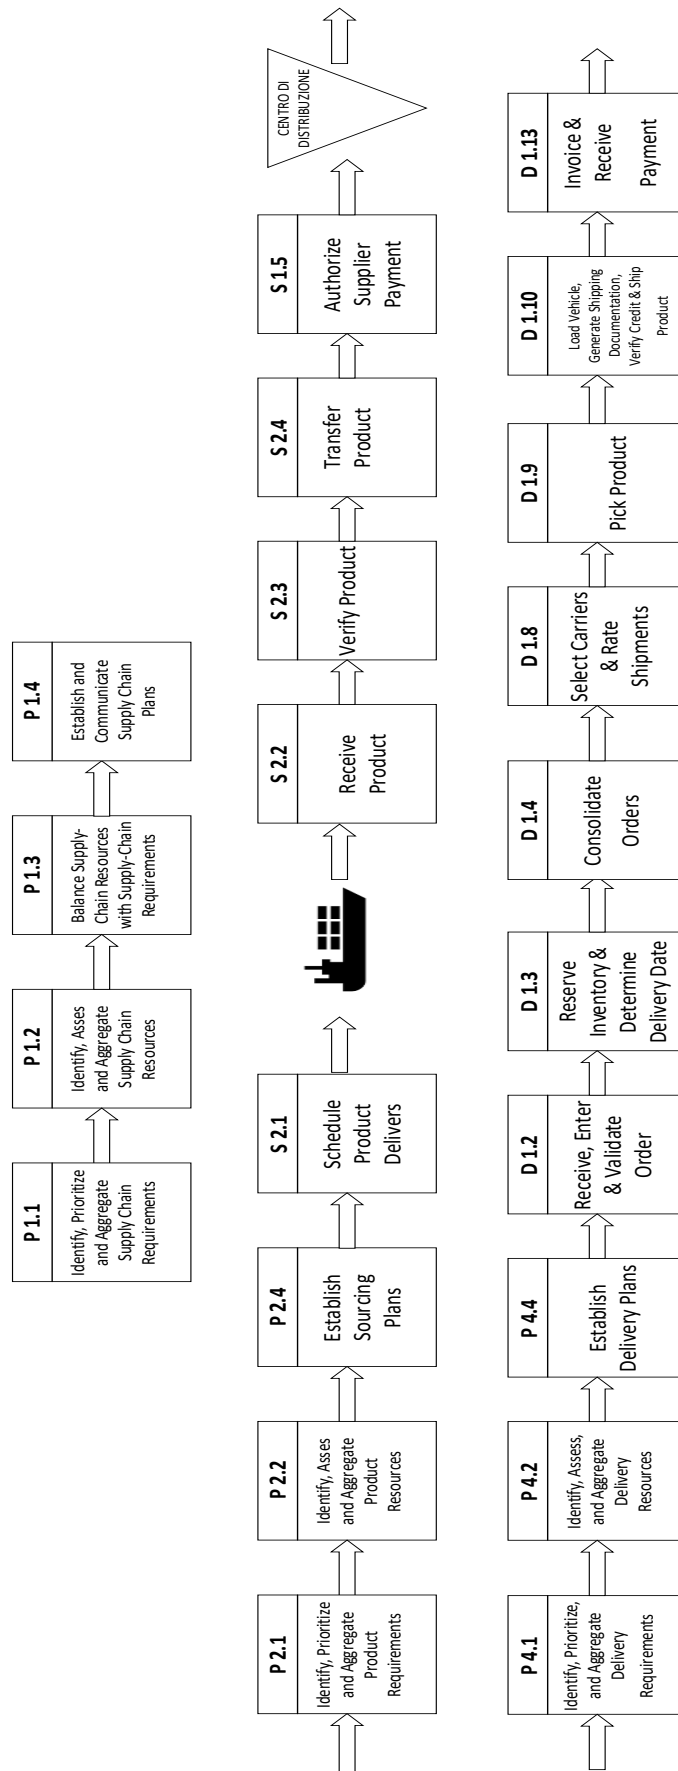 P 1.1
Identify, Prioritize
and Aggregate
Supply Chain
Requirements
P 1.2
Identify, Asses
and Aggregate
Supply Chain
Resources
P 1.3
Balance Supply-
Chain Resources
with Supply-Chain
Requirements
P 1.4
Establish and
Communicate
Supply Chain
Plans
P 2.1
Identify, Prioritize
and Aggregate
Product
Requirements
P 2.2
Identify, Asses
and Aggregate
Product
Resources
P 2.4
Establish
Sourcing
Plans
S 2.1
Schedule
Product
Delivers
S 2.2
Receive
Product
S 2.3
Verify Product
S 2.4
Transfer
Product
S 1.5
Authorize
Supplier
Payment
CENTRO DI
DISTRIBUZIONE
P 4.1
Identify, Prioritize,
and Aggregate
Delivery
Requirements
P 4.2
Identify, Assess,
and Aggregate
Delivery
Resources
P 4.4
Establish
Delivery Plans
D 1.2
Receive, Enter
& Validate
Order
D 1.3
Reserve
Inventory &
Determine
Delivery Date
D 1.4
Consolidate
Orders
D 1.8
Select Carriers
& Rate
Shipments
D 1.9
Pick Product
D 1.10
Load Vehicle,
Generate Shipping
Documentation,
Verify Credit & Ship
Product
D 1.13
Invoice &
Receive
Payment